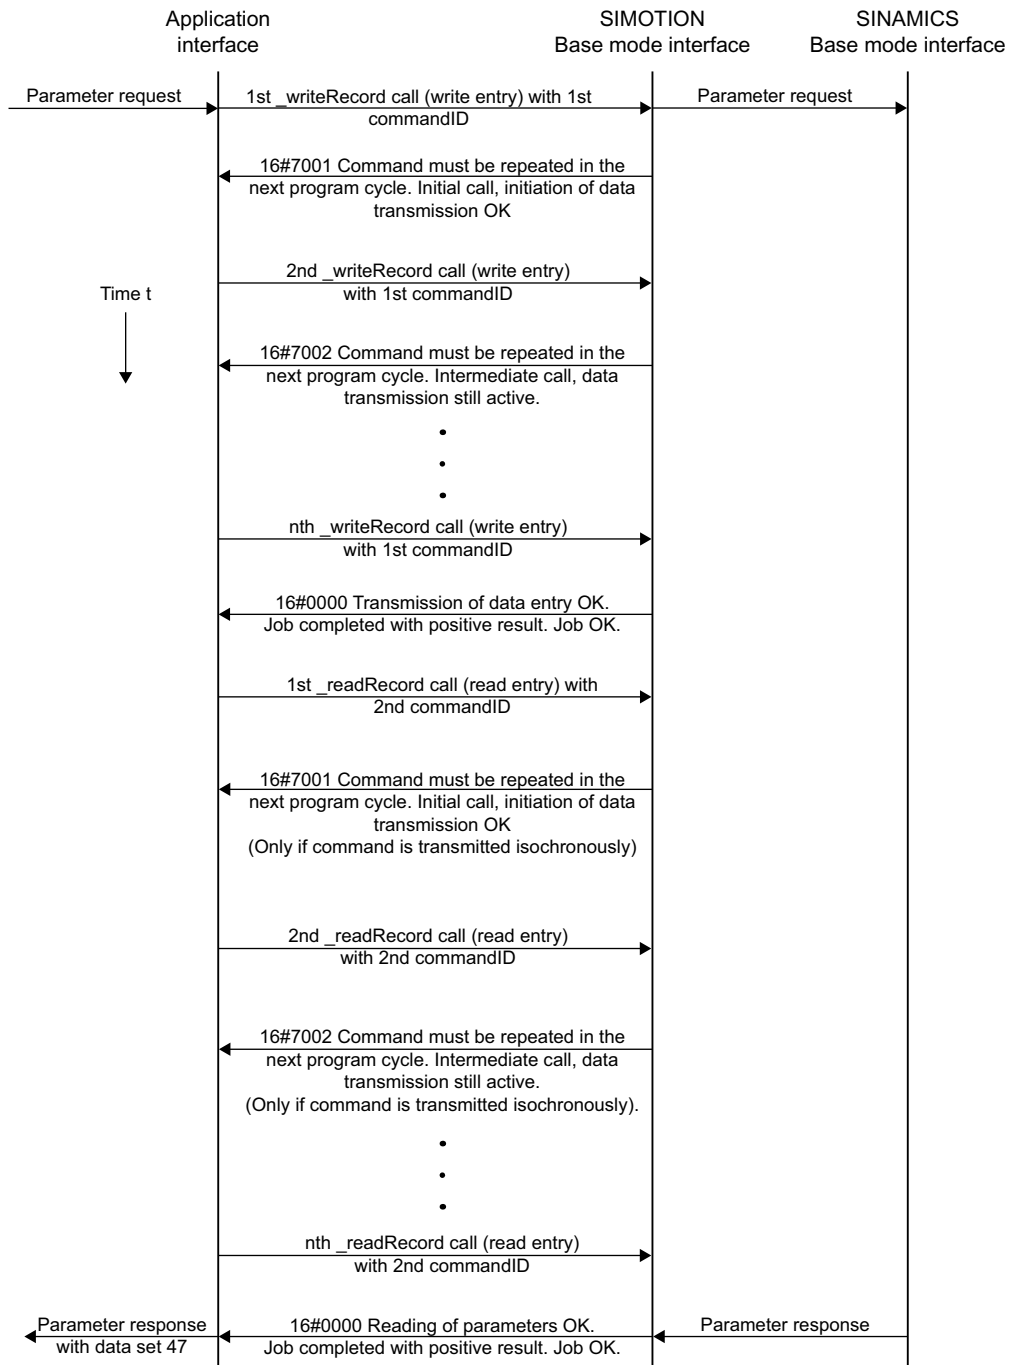 Application
interface
SIMOTION
Base mode interface
SINAMICS
Base mode interface
Parameter request
1st _writeRecord call (write entry) with 1st
commandID
Parameter request
16#7001 Command must be repeated in the
next program cycle. Initial call, initiation of data
transmission OK
2nd _writeRecord call (write entry)
with 1st commandID
Time t
16#7002 Command must be repeated in the
next program cycle. Intermediate call, data
transmission still active.
nth _writeRecord call (write entry)
with 1st commandID
16#0000 Transmission of data entry OK.
Job completed with positive result. Job OK.
1st _readRecord call (read entry) with
2nd commandID
16#7001 Command must be repeated in the
next program cycle. Initial call, initiation of data
transmission OK
(Only if command is transmitted isochronously)
2nd _readRecord call (read entry)
with 2nd commandID
16#7002 Command must be repeated in the
next program cycle. Intermediate call, data
transmission still active.
(Only if command is transmitted isochronously).
nth _readRecord call (read entry)
with 2nd commandID
Parameter response
with data set 47
16#0000 Reading of parameters OK.
Job completed with positive result. Job OK.
Parameter response